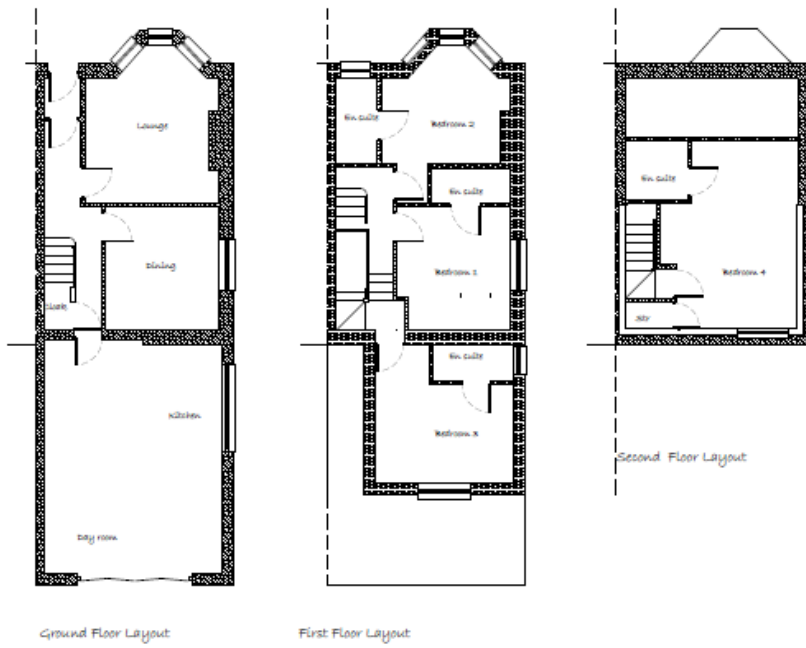 Lounge
Dining
Cloaks
Kitchen
Day room
Ground Floor Layout
En suite
Bedroom 2
En suite
Bedroom 1
En suite
Bedroom 3
First Floor Layout
En suite
Bedroom 4
Str
Second Floor Layout